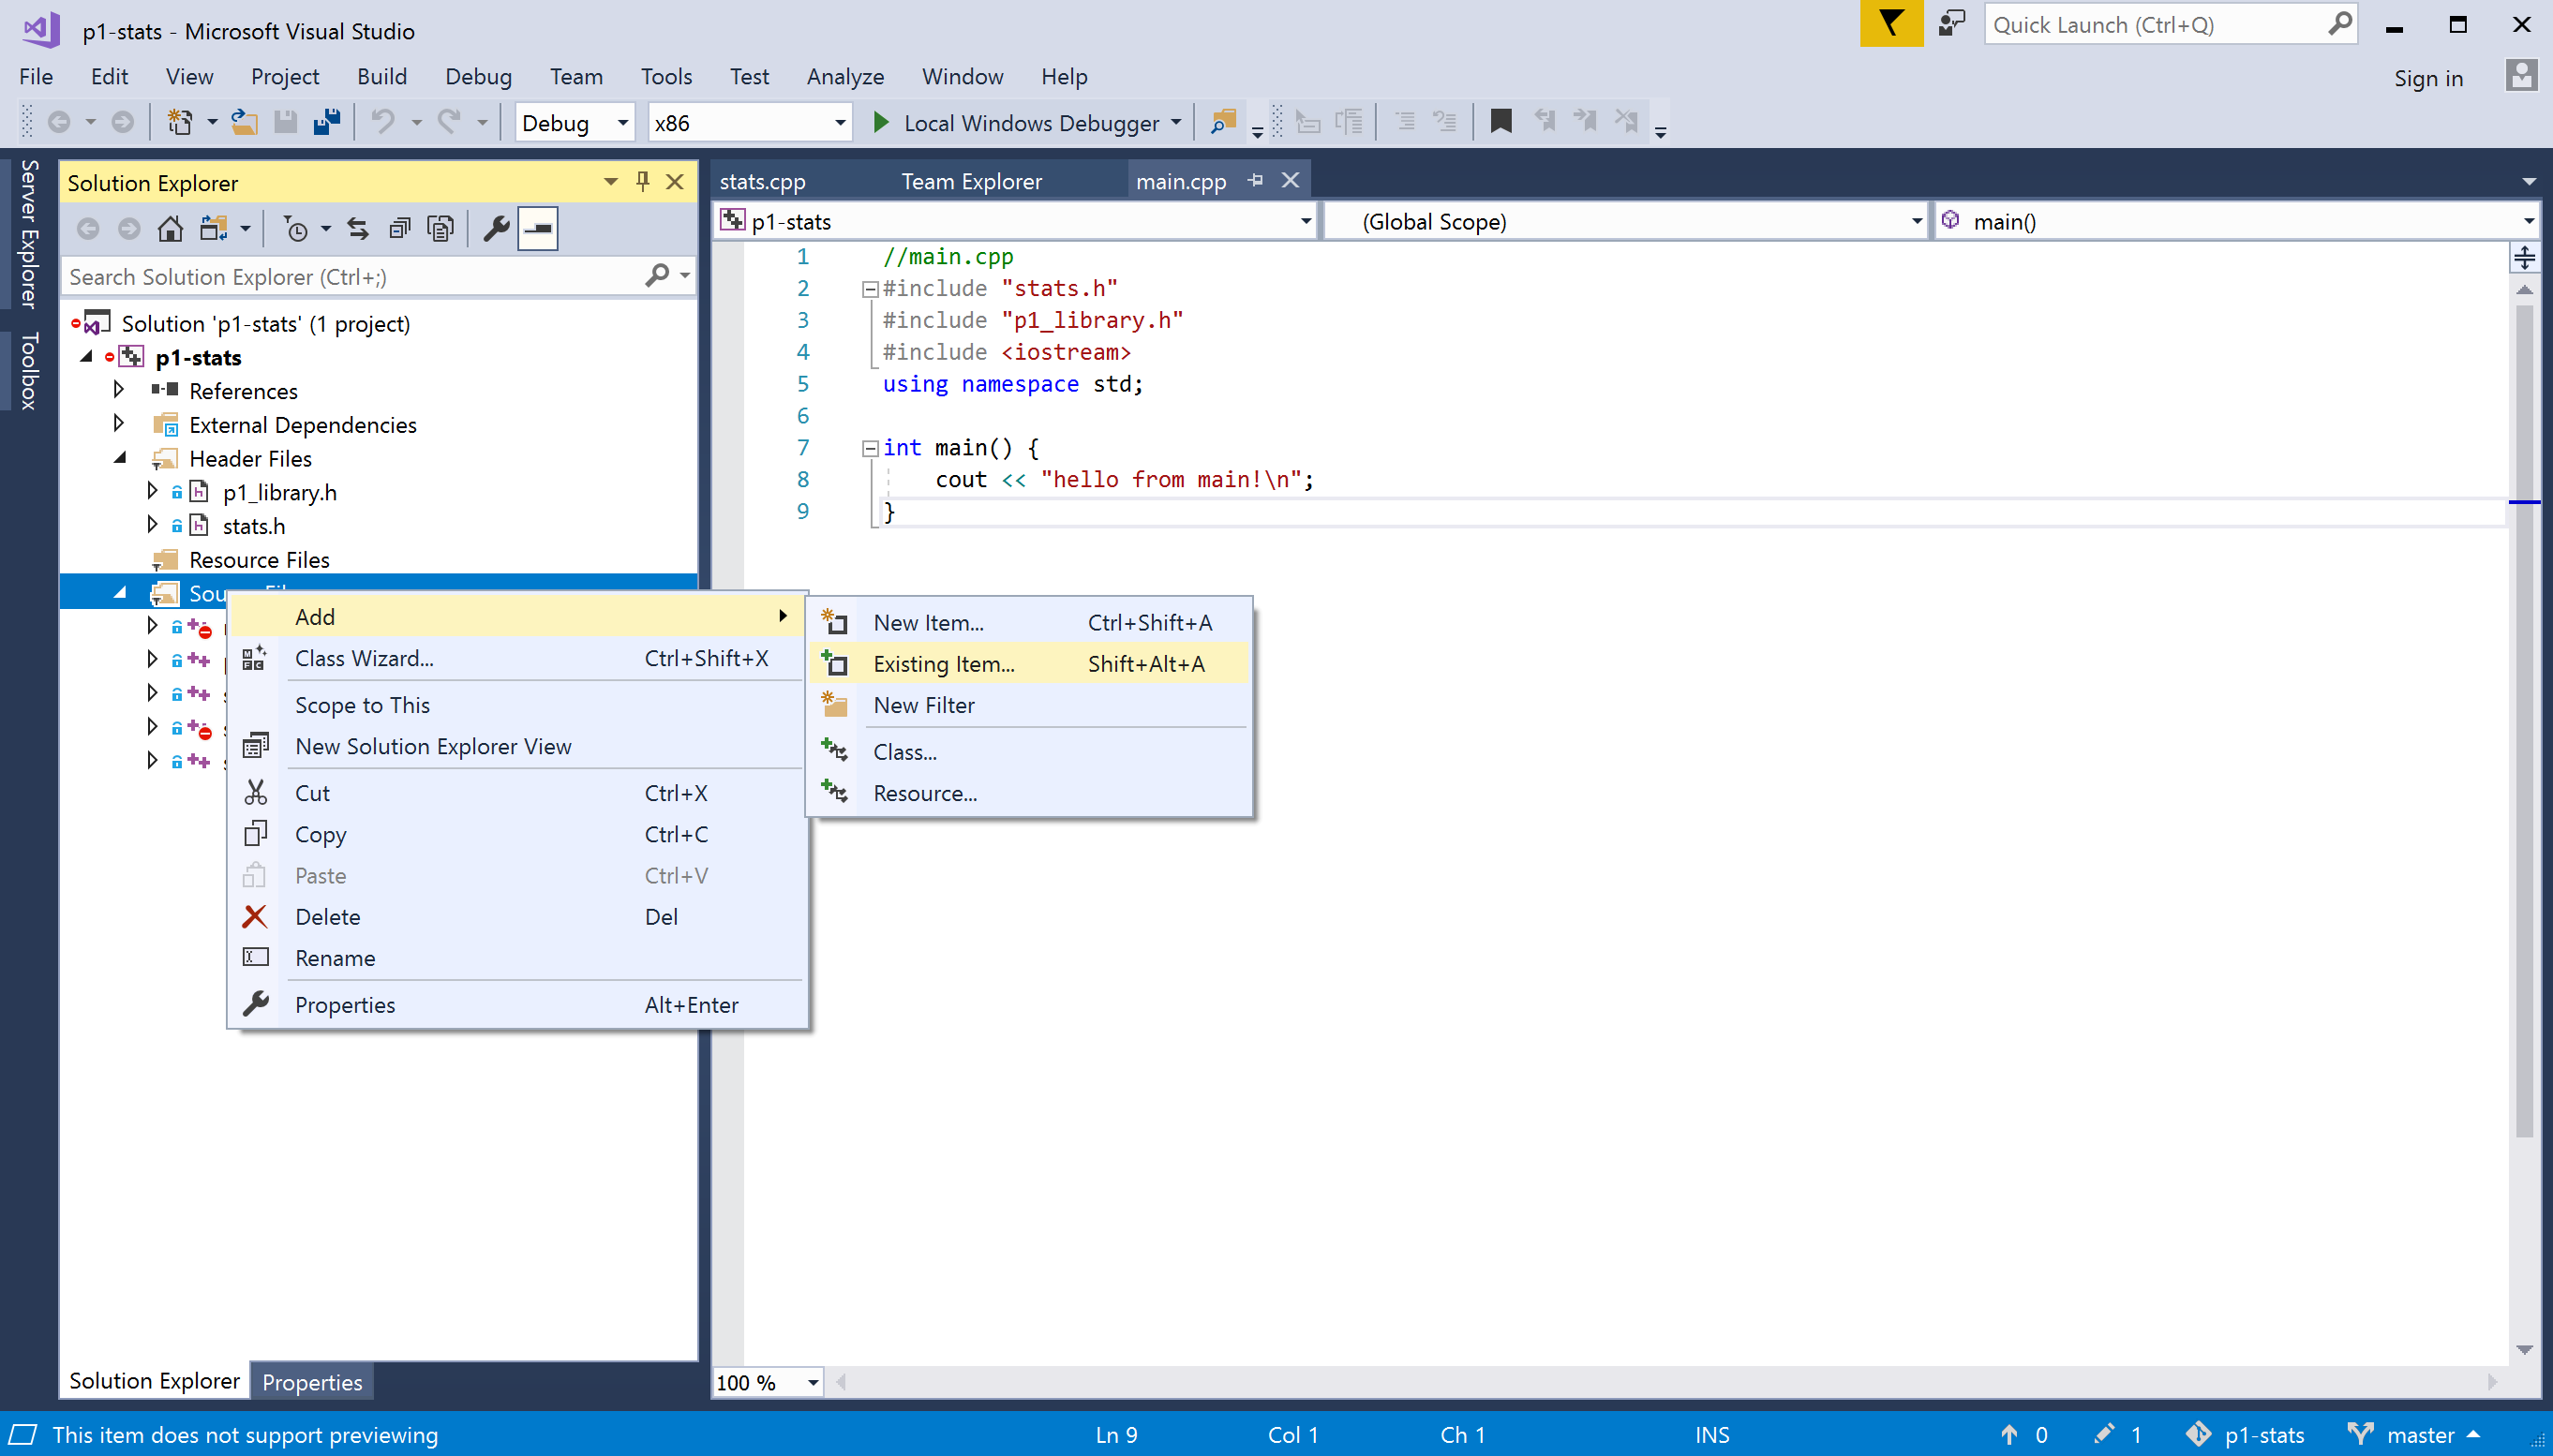 p1-stats - Microsoft Visual Studio
Quick Launch (Ctrl+Q)
File Edit View Project Build Debug Team Tools Test Analyze Window Help
Sign in
Debug x86 Local Windows Debugger
Server Explorer
Toolbox
Solution Explorer
Search Solution Explorer (Ctrl+;)
Solution 'p1-stats' (1 project)
p1-stats
References
External Dependencies
Header Files
p1_library.h
stats.h
Resource Files
Add
Class Wizard... Ctrl+Shift+X
Scope to This
New Solution Explorer View
Cut Ctrl+X
Copy Ctrl+C
Paste Ctrl+V
Delete Del
Rename
Properties Alt+Enter
New Item... Ctrl+Shift+A
Existing Item... Shift+Alt+A
New Filter
Class...
Resource...
Solution Explorer Properties
stats.cpp Team Explorer main.cpp
p1-stats (Global Scope) main()
1 //main.cpp
2 #include "stats.h"
3 #include "p1_library.h"
4 #include <iostream>
5 using namespace std;
6
7 int main() {
8 cout << "hello from main!\n";
9 }
100 %
This item does not support previewing Ln 9 Col 1 Ch 1 INS 0 1 p1-stats master